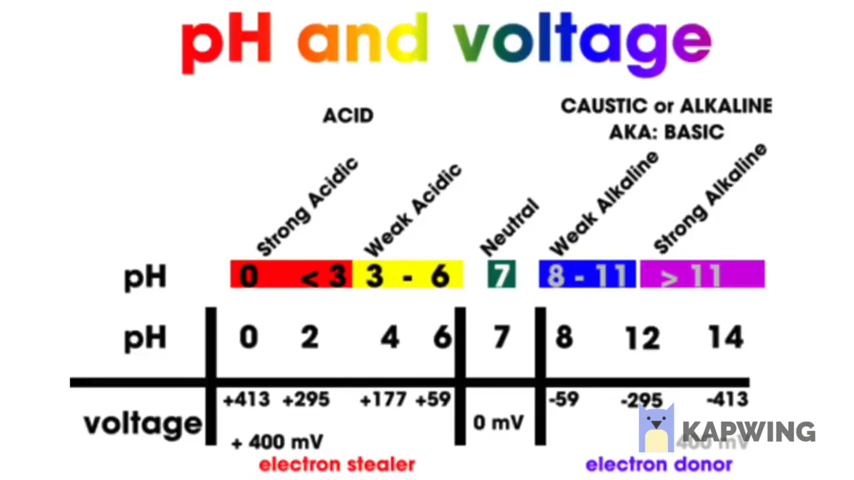 pH and voltage
ACID
CAUSTIC or ALKALINE
AKA: BASIC
Strong Acidic
Weak Acidic
Neutral
Weak Alkaline
Strong Alkaline
pH 0 < 3 3 - 6 7 8 - 11 > 11
pH 0 2 4 6 7 8 12 14
+413 +295 +177 +59 -59 -295 -413
voltage 0 mV
KAPWING
+ 400 mV 400 mV
electron stealer electron donor